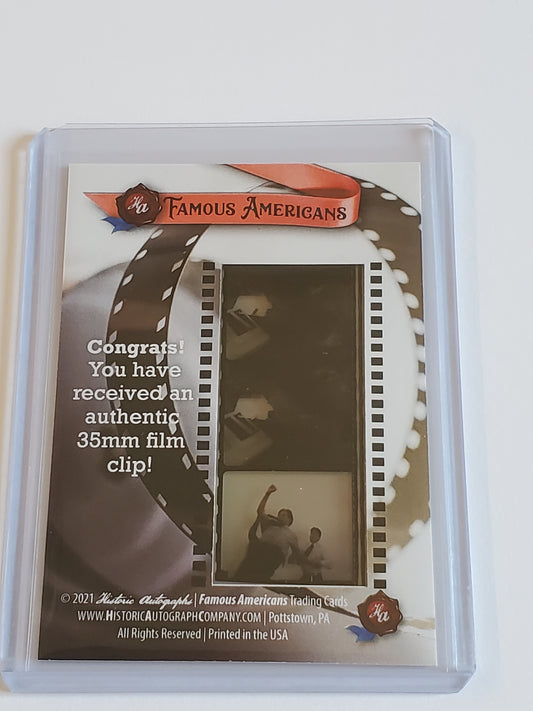 Ha
FAMOUS AMERICANS
Congrats!
You have
received an
authentic
35mm film
clip!
© 2021 Historic Autographs | Famous Americans Trading Cards
WWW.HISTORICAUTOGRAPHCOMPANY.COM | Pottstown, PA
All Rights Reserved | Printed in the USA
Ha